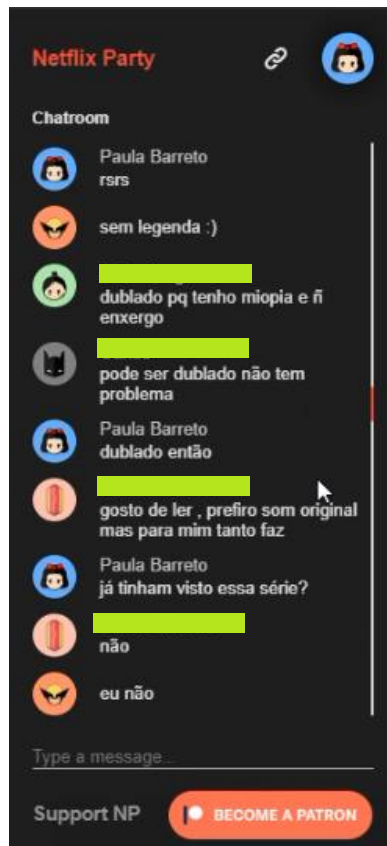 Netflix Party
Chatroom
Paula Barreto
rsrs
sem legenda :)
dublado pq tenho miopia e ñ
enxergo
pode ser dublado não tem
problema
Paula Barreto
dublado então
gosto de ler , prefiro som original
mas para mim tanto faz
Paula Barreto
já tinham visto essa série?
não
eu não
Type a message...
Support NP
BECOME A PATRON